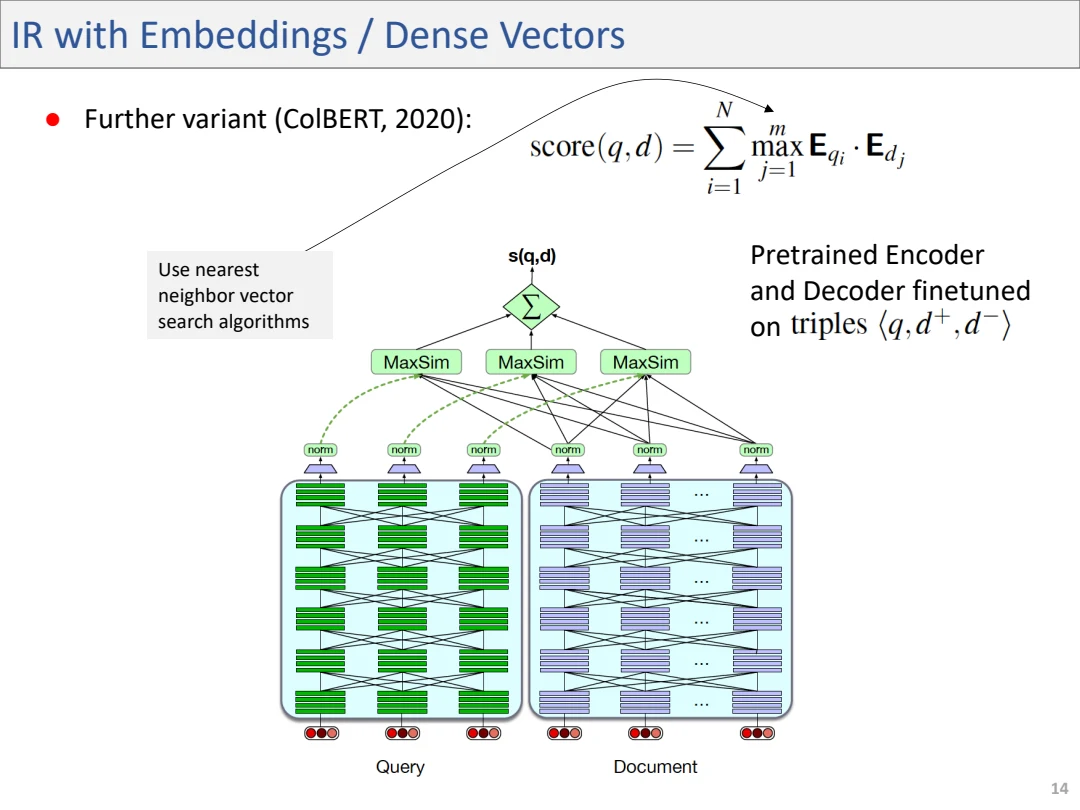 IR with Embeddings / Dense Vectors
● Further variant (ColBERT, 2020):
score(q,d) = \sum_{i=1}^{N} \max_{j=1}^{m} E_{q_i} · E_{d_j}
Use nearest
neighbor vector
search algorithms
Pretrained Encoder
and Decoder finetuned
on triples ⟨q, d⁺, d⁻⟩
s(q,d)
Σ
MaxSim MaxSim MaxSim
norm norm norm norm norm norm
...
...
...
...
...
...
Query Document
14